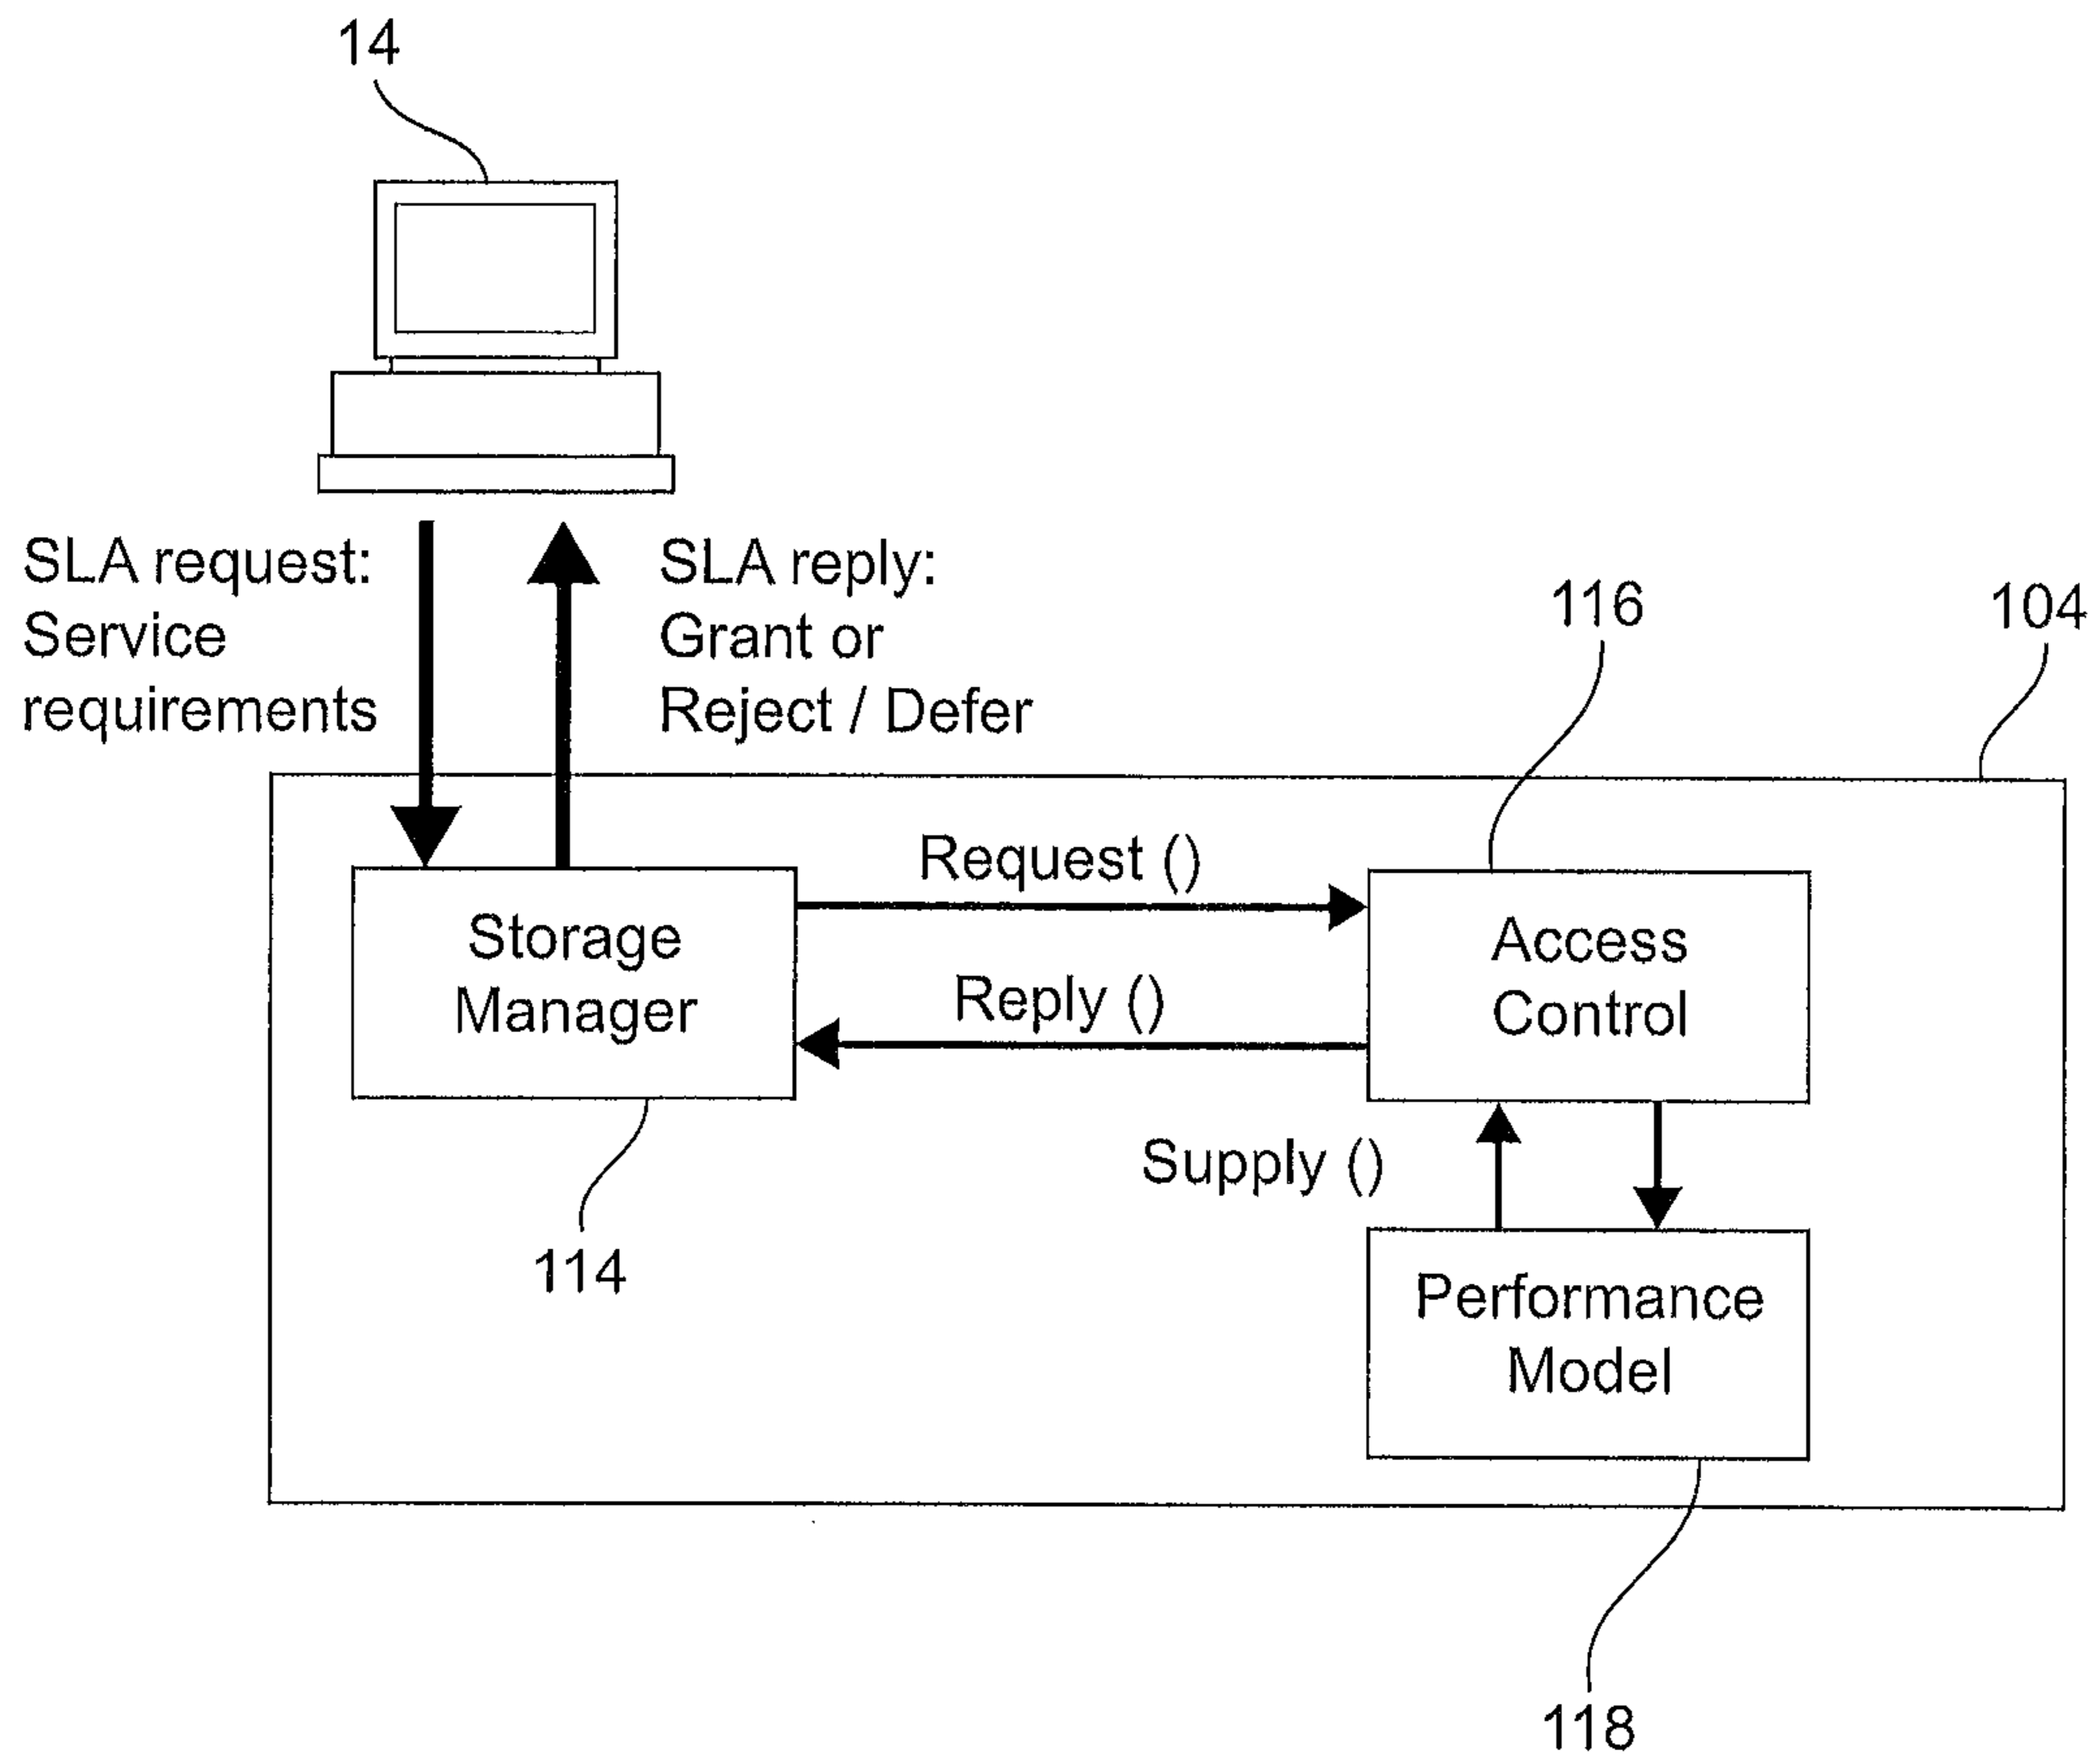 14
SLA request:
Service
requirements
SLA reply:
Grant or
Reject / Defer
116
104
Request ()
Storage
Manager
Access
Control
Reply ()
Supply ()
114
Performance
Model
118